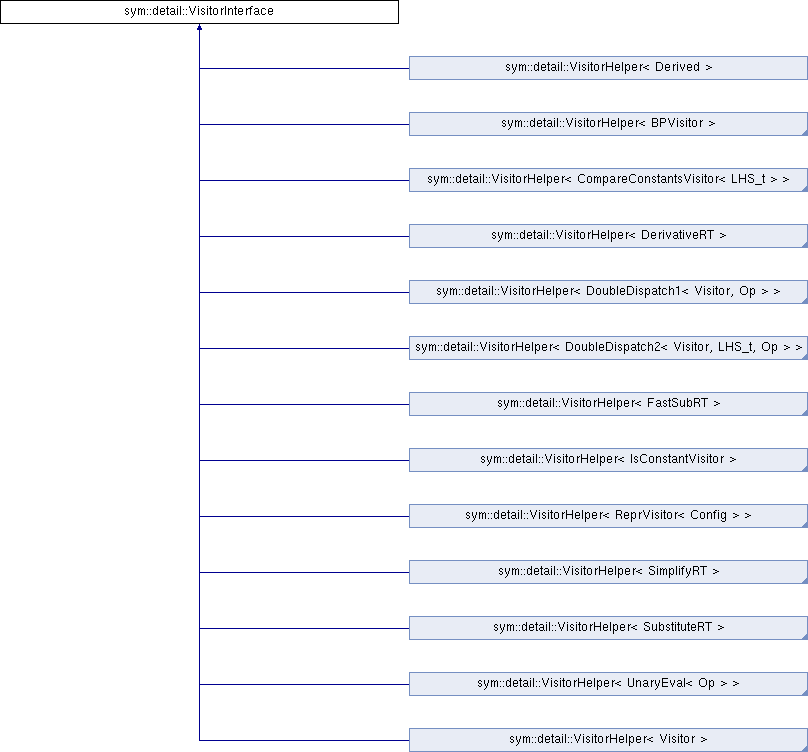 sym::detail::VisitorInterface
sym::detail::VisitorHelper< Derived >
sym::detail::VisitorHelper< BPVisitor >
sym::detail::VisitorHelper< CompareConstantsVisitor< LHS_t > >
sym::detail::VisitorHelper< DerivativeRT >
sym::detail::VisitorHelper< DoubleDispatch1< Visitor, Op > >
sym::detail::VisitorHelper< DoubleDispatch2< Visitor, LHS_t, Op > >
sym::detail::VisitorHelper< FastSubRT >
sym::detail::VisitorHelper< IsConstantVisitor >
sym::detail::VisitorHelper< ReprVisitor< Config > >
sym::detail::VisitorHelper< SimplifyRT >
sym::detail::VisitorHelper< SubstituteRT >
sym::detail::VisitorHelper< UnaryEval< Op > >
sym::detail::VisitorHelper< Visitor >